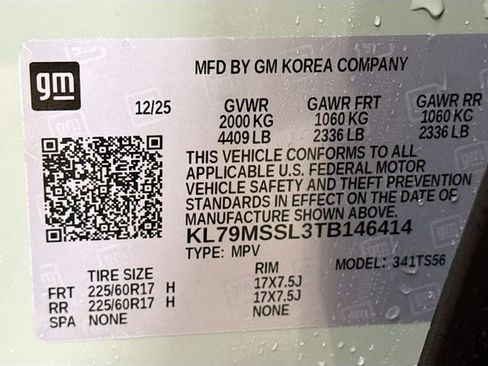 gm
MFD BY GM KOREA COMPANY
12/25 GVWR GAWR FRT GAWR RR
2000 KG 1060 KG 1060 KG
4409 LB 2336 LB 2336 LB
THIS VEHICLE CONFORMS TO ALL
APPLICABLE U.S. FEDERAL MOTOR
VEHICLE SAFETY AND THEFT PREVENTION
STANDARDS IN EFFECT ON THE DATE OF
MANUFACTURE SHOWN ABOVE.
KL79MSSL3TB146414
TYPE: MPV MODEL: 341TS56
TIRE SIZE RIM
FRT 225/60R17 H 17X7.5J
RR 225/60R17 H 17X7.5J
SPA NONE NONE